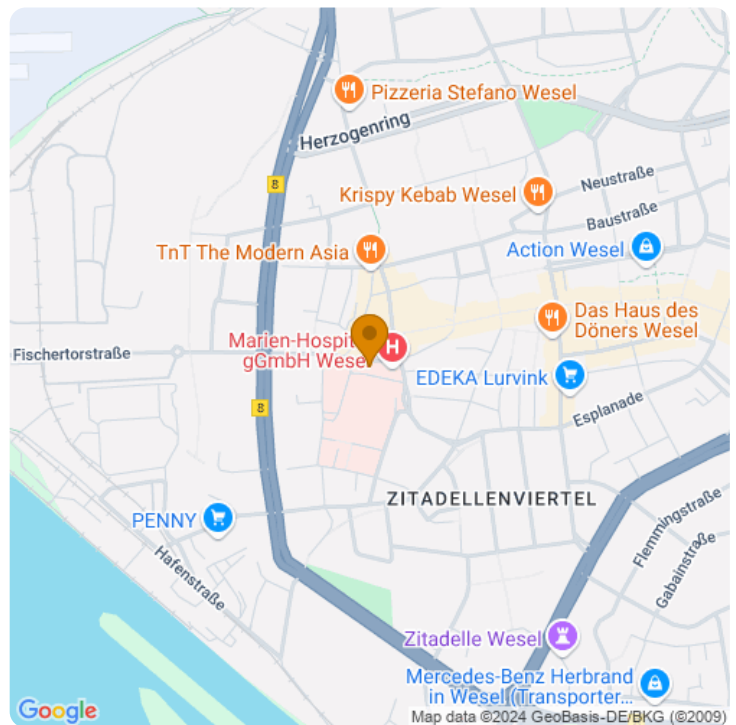 Pizzeria Stefano Wesel
Herzogenring
8
Krispy Kebab Wesel
Neustraße
Baustraße
TnT The Modern Asia
Action Wesel
Das Haus des
Döners Wesel
Marien-Hospit
gGmbH Wesel
H
Fischertorstraße
EDEKA Lurvink
8
Esplanade
ZITADELLENVIERTEL
PENNY
Flemmingstraße
Gabainstraße
Hafenstraße
Zitadelle Wesel
Mercedes-Benz Herbrand
in Wesel (Transporter...
Google
Map data ©2024 GeoBasis-DE/BKG (©2009)